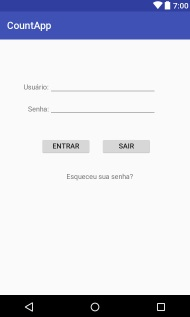 7:00
CountApp
Usuário:
Senha:
ENTRAR SAIR
Esqueceu sua senha?